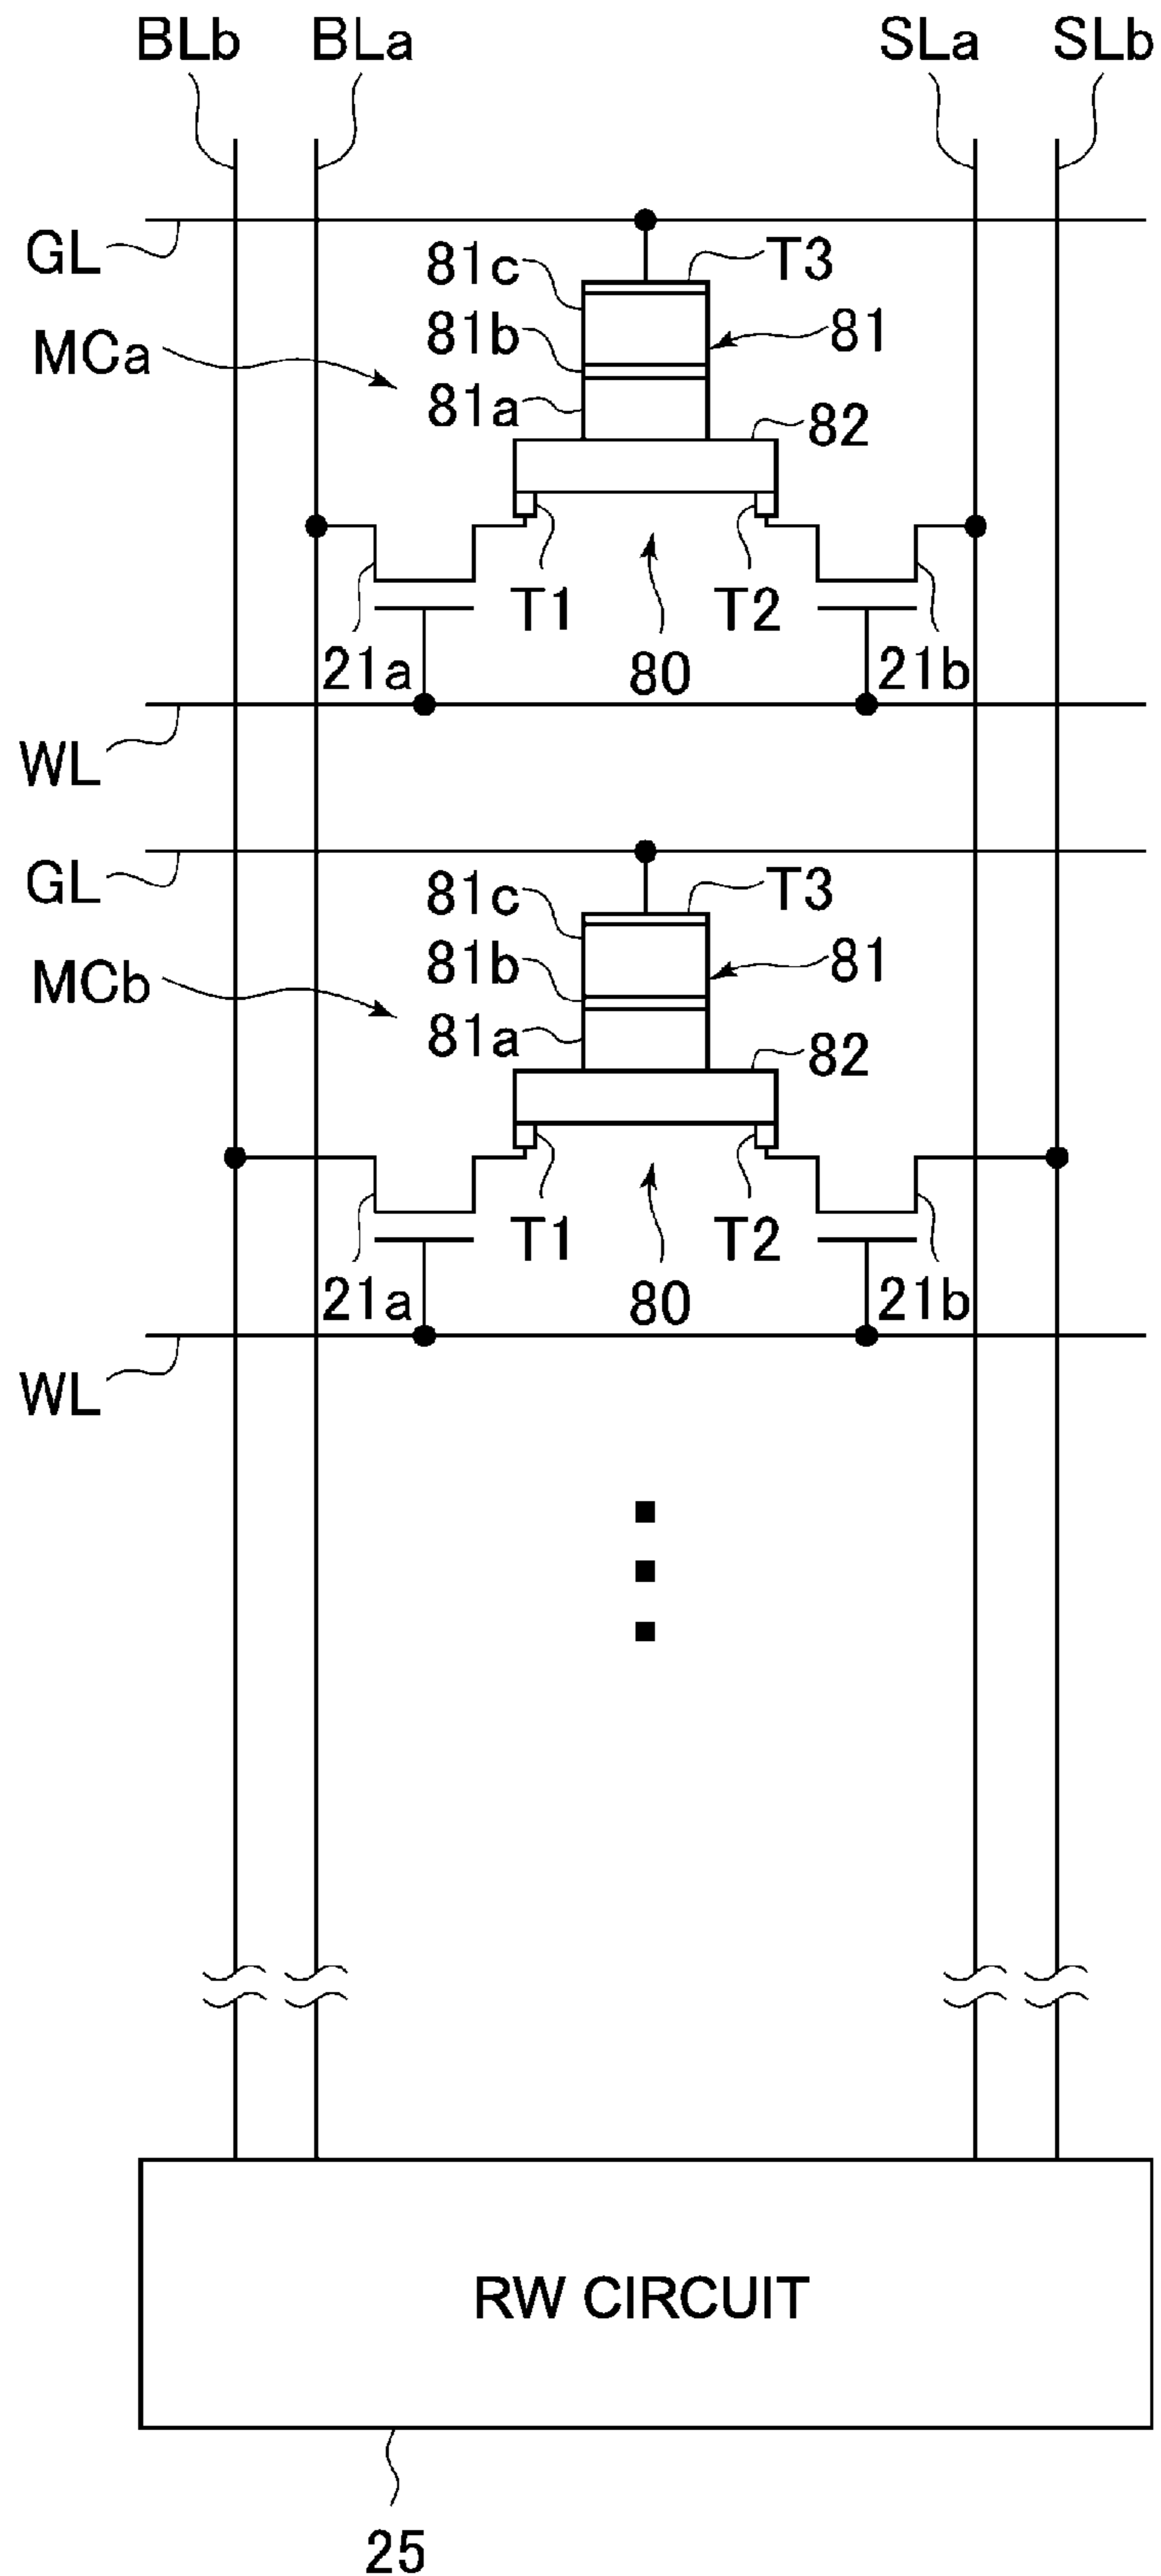 BLb BLa SLa SLb
GL
81c T3
MCa 81b 81
81a 82
T1 T2
21a 80 21b
WL
GL
81c T3
MCb 81b 81
81a 82
T1 T2
21a 80 21b
WL
RW CIRCUIT
25